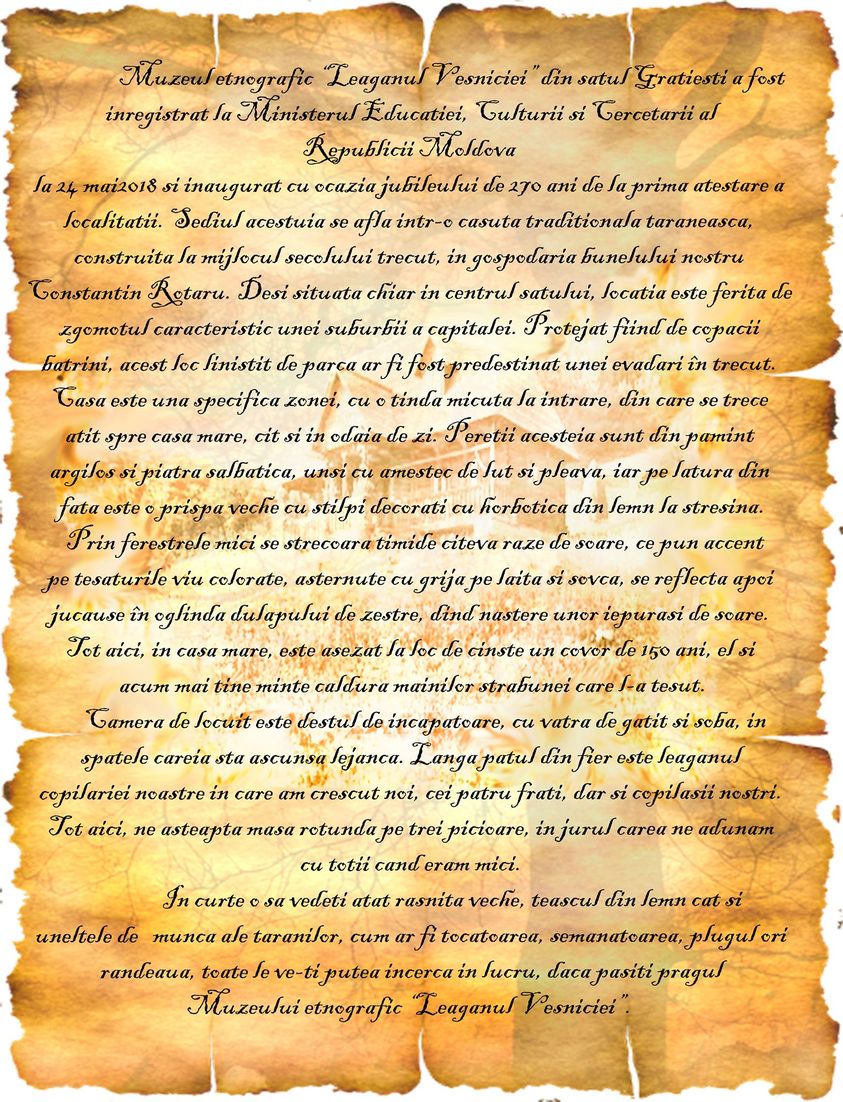 Muzeul etnografic “Leaganul Vesniciei” din satul Gratiesti a fost
inregistrat la Ministerul Educatiei, Culturii si Cercetarii al
Republicii Moldova
la 24 mai2018 si inaugurat cu ocazia jubileului de 270 ani de la prima atestare a
localitatii. Sediul acestuia se afla intr-o casuta traditionala taraneasca,
construita la mijlocul secolului trecut, in gospodaria bunelului nostru
Constantin Rotaru. Desi situata chiar in centrul satului, locatia este ferita de
zgomotul caracteristic unei suburbii a capitalei. Protejat fiind de copacii
batrini, acest loc linistit de parca ar fi fost predestinat unei evadari în trecut.
Casa este una specifica zonei, cu o tinda micuta la intrare, din care se trece
atit spre casa mare, cit si in odaia de zi. Peretii acesteia sunt din pamint
argilos si piatra salbatica, unsi cu amestec de lut si pleava, iar pe latura din
fata este o prispa veche cu stilpi decorati cu horbotica din lemn la stresina.
Prin ferestrele mici se strecoara timide citeva raze de soare, ce pun accent
pe tesaturile viu colorate, asternute cu grija pe laita si sovca, se reflecta apoi
jucause în oglinda dulapului de zestre, dind nastere unor iepurasi de soare.
Tot aici, in casa mare, este asezat la loc de cinste un covor de 150 ani, el si
acum mai tine minte caldura mainilor strabunei care l-a tesut.
Camera de locuit este destul de incapatoare, cu vatra de gatit si soba, in
spatele careia sta ascunsa lejanca. Langa patul din fier este leaganul
copilariei noastre in care am crescut noi, cei patru frati, dar si copilasii nostri.
Tot aici, ne asteapta masa rotunda pe trei picioare, in jurul carea ne adunam
cu totii cand eram mici.
In curte o sa vedeti atat rasnita veche, teascul din lemn cat si
uneltele de munca ale taranilor, cum ar fi tocatoarea, semanatoarea, plugul ori
randeaua, toate le ve-ti putea incerca in lucru, daca pasiti pragul
Muzeului etnografic “Leaganul Vesniciei”.